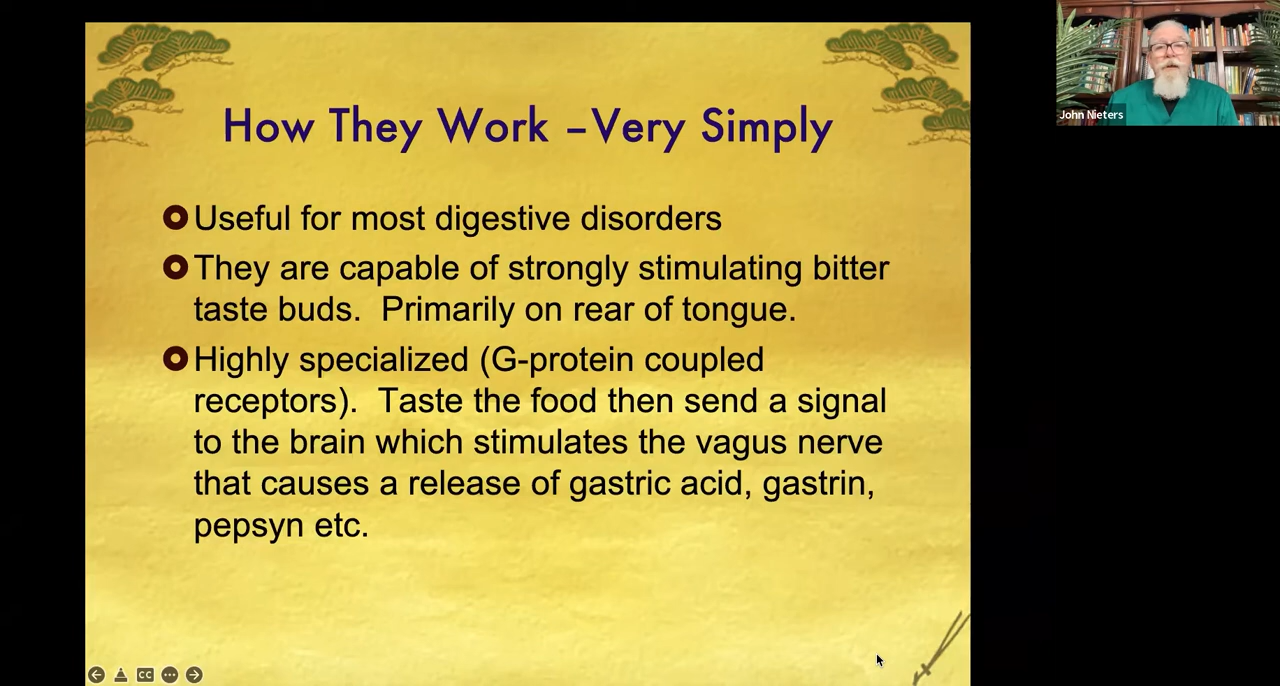 How They Work –Very Simply
Useful for most digestive disorders
They are capable of strongly stimulating bitter
taste buds.  Primarily on rear of tongue.
Highly specialized (G-protein coupled
receptors).  Taste the food then send a signal
to the brain which stimulates the vagus nerve
that causes a release of gastric acid, gastrin,
pepsyn etc.
John Nieters
CC